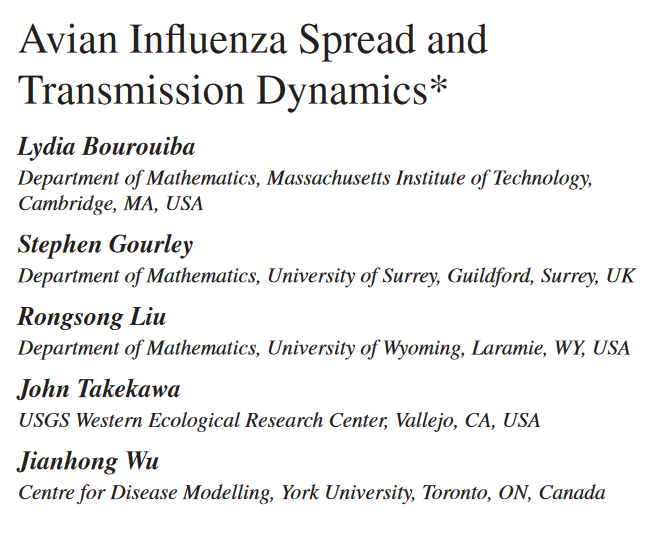 Avian Influenza Spread and
Transmission Dynamics*
Lydia Bourouiba
Department of Mathematics, Massachusetts Institute of Technology,
Cambridge, MA, USA
Stephen Gourley
Department of Mathematics, University of Surrey, Guildford, Surrey, UK
Rongsong Liu
Department of Mathematics, University of Wyoming, Laramie, WY, USA
John Takekawa
USGS Western Ecological Research Center, Vallejo, CA, USA
Jianhong Wu
Centre for Disease Modelling, York University, Toronto, ON, Canada